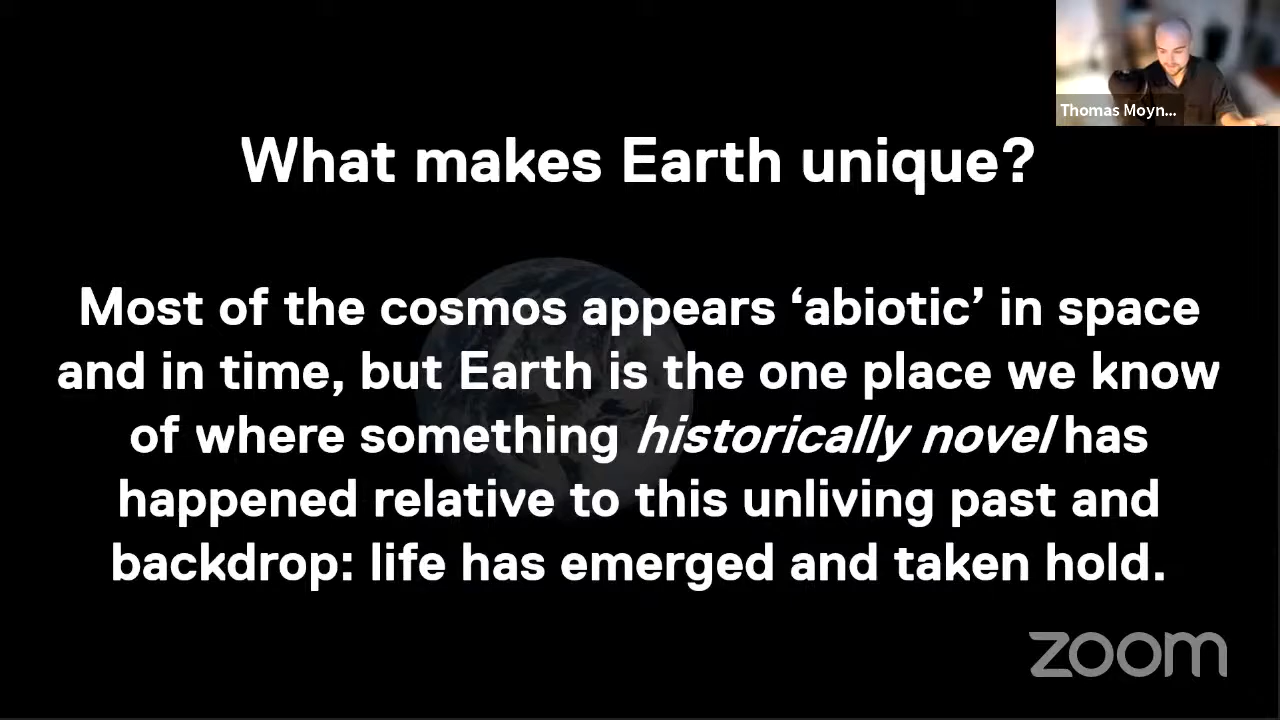 Thomas Moyn...
What makes Earth unique?
Most of the cosmos appears ‘abiotic’ in space
and in time, but Earth is the one place we know
of where something historically novel has
happened relative to this unliving past and
backdrop: life has emerged and taken hold.
zoom